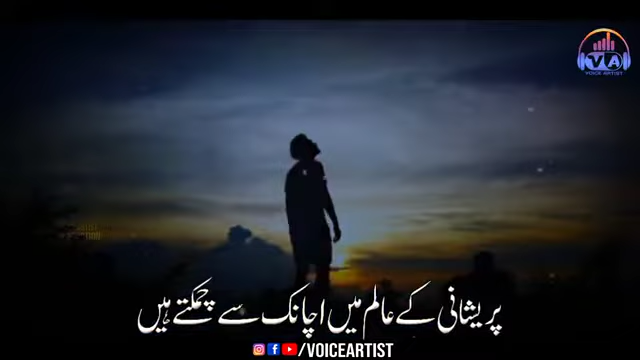 VA
VOICE ARTIST
پریشانی کے عالم میں اچانک سے چمکتے ہیں
/VOICEARTIST